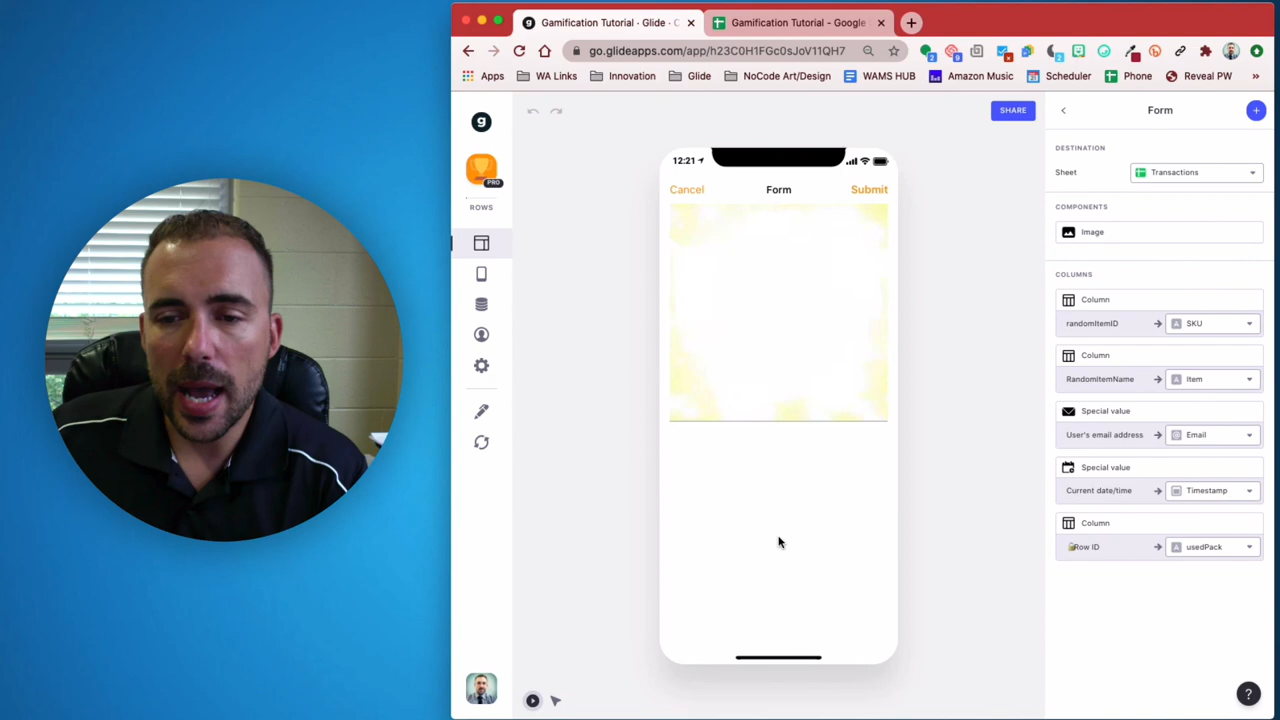 Gamification Tutorial · Glide · C
Gamification Tutorial - Google
go.glideapps.com/app/h23C0H1FGc0sJoV11QH7
2
9
2
Apps
WA Links
Innovation
Glide
NoCode Art/Design
WAMS HUB
Amazon Music
Scheduler
Phone
Reveal PW
»
g
PRO
ROWS
SHARE
12:21
Cancel
Form
Submit
Form
DESTINATION
Sheet
Transactions
COMPONENTS
Image
COLUMNS
Column
randomItemID
SKU
Column
RandomItemName
Item
Special value
User's email address
Email
Special value
Current date/time
Timestamp
Column
Row ID
usedPack
?